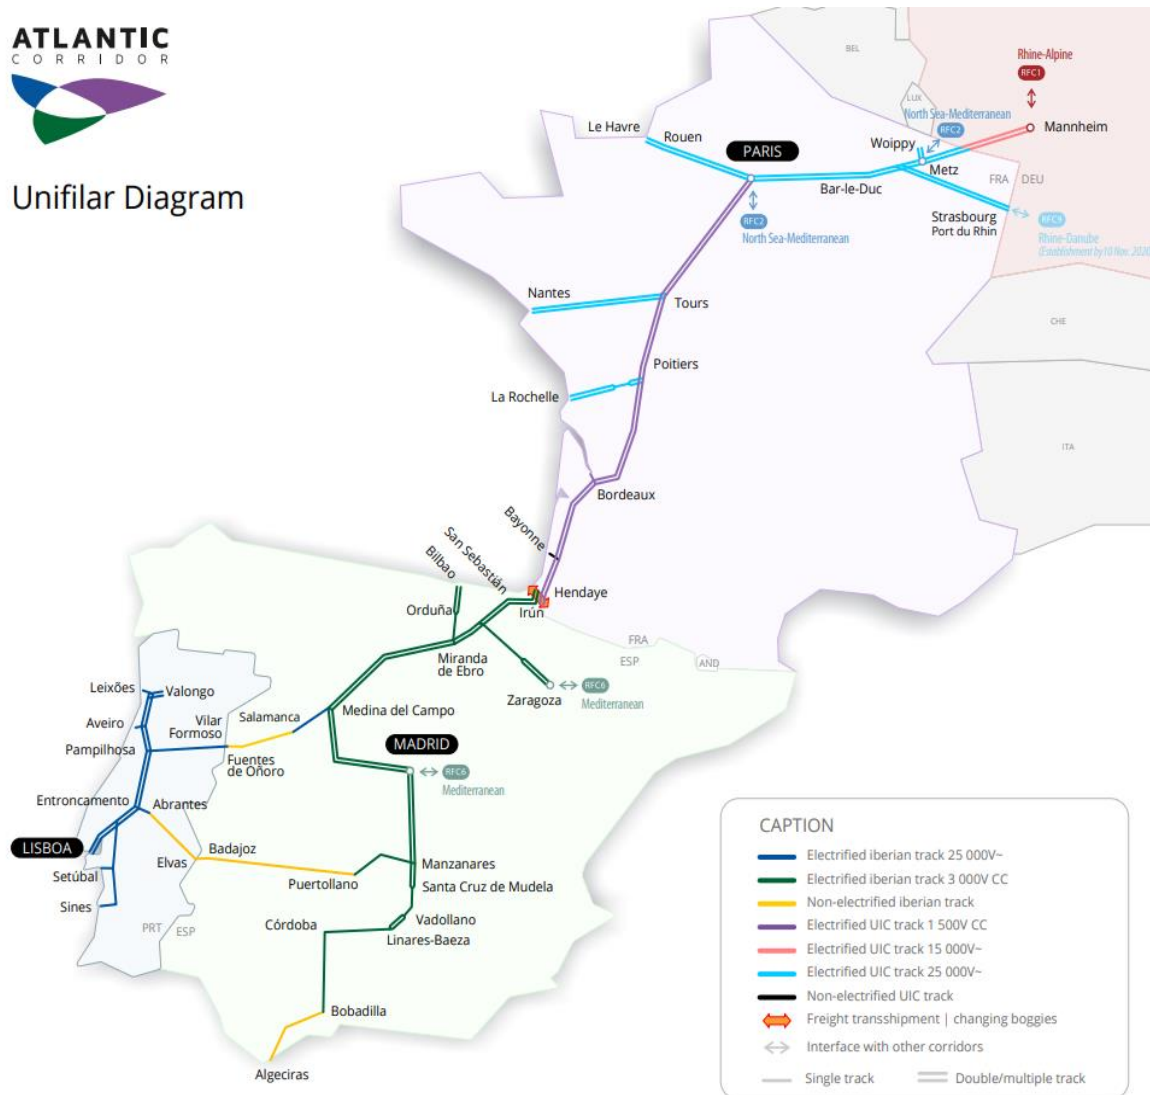 ATLANTIC
CORRIDOR
Unifilar Diagram
BEL
Rhine-Alpine
RFC1
LUX
North Sea-Mediterranean
RFC2
Le Havre
Rouen
PARIS
Woippy
Mannheim
Metz
Bar-le-Duc
FRA
DEU
RFC2
North Sea-Mediterranean
Strasbourg
Port du Rhin
RFC9
Rhine-Danube
(Establishment by 10 Nov. 2020
Nantes
Tours
CHE
Poitiers
La Rochelle
ITA
Bordeaux
Bayonne
San Sebastián
Bilbao
Hendaye
Orduña
Irún
FRA
ESP
AND
Miranda
de Ebro
Zaragoza
RFC6
Mediterranean
Leixões
Valongo
Aveiro
Vilar
Formoso
Salamanca
Medina del Campo
Pampilhosa
Fuentes
de Oñoro
MADRID
RFC6
Mediterranean
Entroncamento
Abrantes
LISBOA
Badajoz
Elvas
Setúbal
Puertollano
Manzanares
Santa Cruz de Mudela
Sines
Córdoba
Vadollano
Linares-Baeza
PRT
ESP
Bobadilla
Algeciras
CAPTION
Electrified iberian track 25 000V~
Electrified iberian track 3 000V CC
Non-electrified iberian track
Electrified UIC track 1 500V CC
Electrified UIC track 15 000V~
Electrified UIC track 25 000V~
Non-electrified UIC track
Freight transshipment | changing boggies
Interface with other corridors
Single track
Double/multiple track